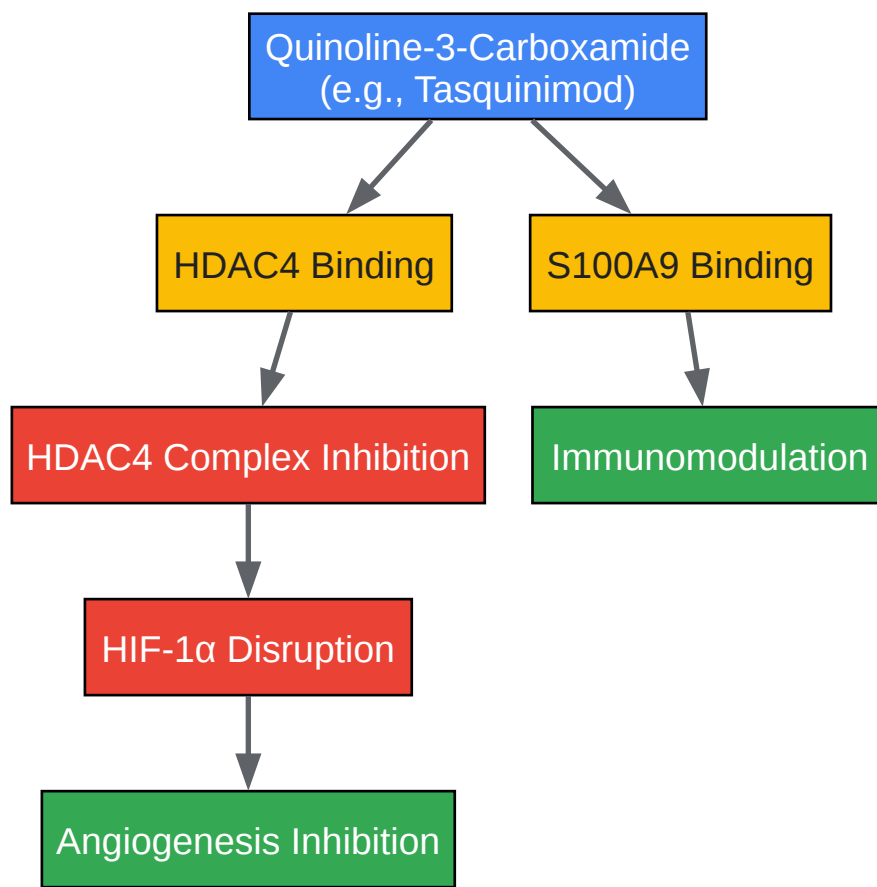 Quinoline-3-Carboxamide
(e.g., Tasquinimod)
HDAC4 Binding
S100A9 Binding
HDAC4 Complex Inhibition
Immunomodulation
HIF-1α Disruption
Angiogenesis Inhibition